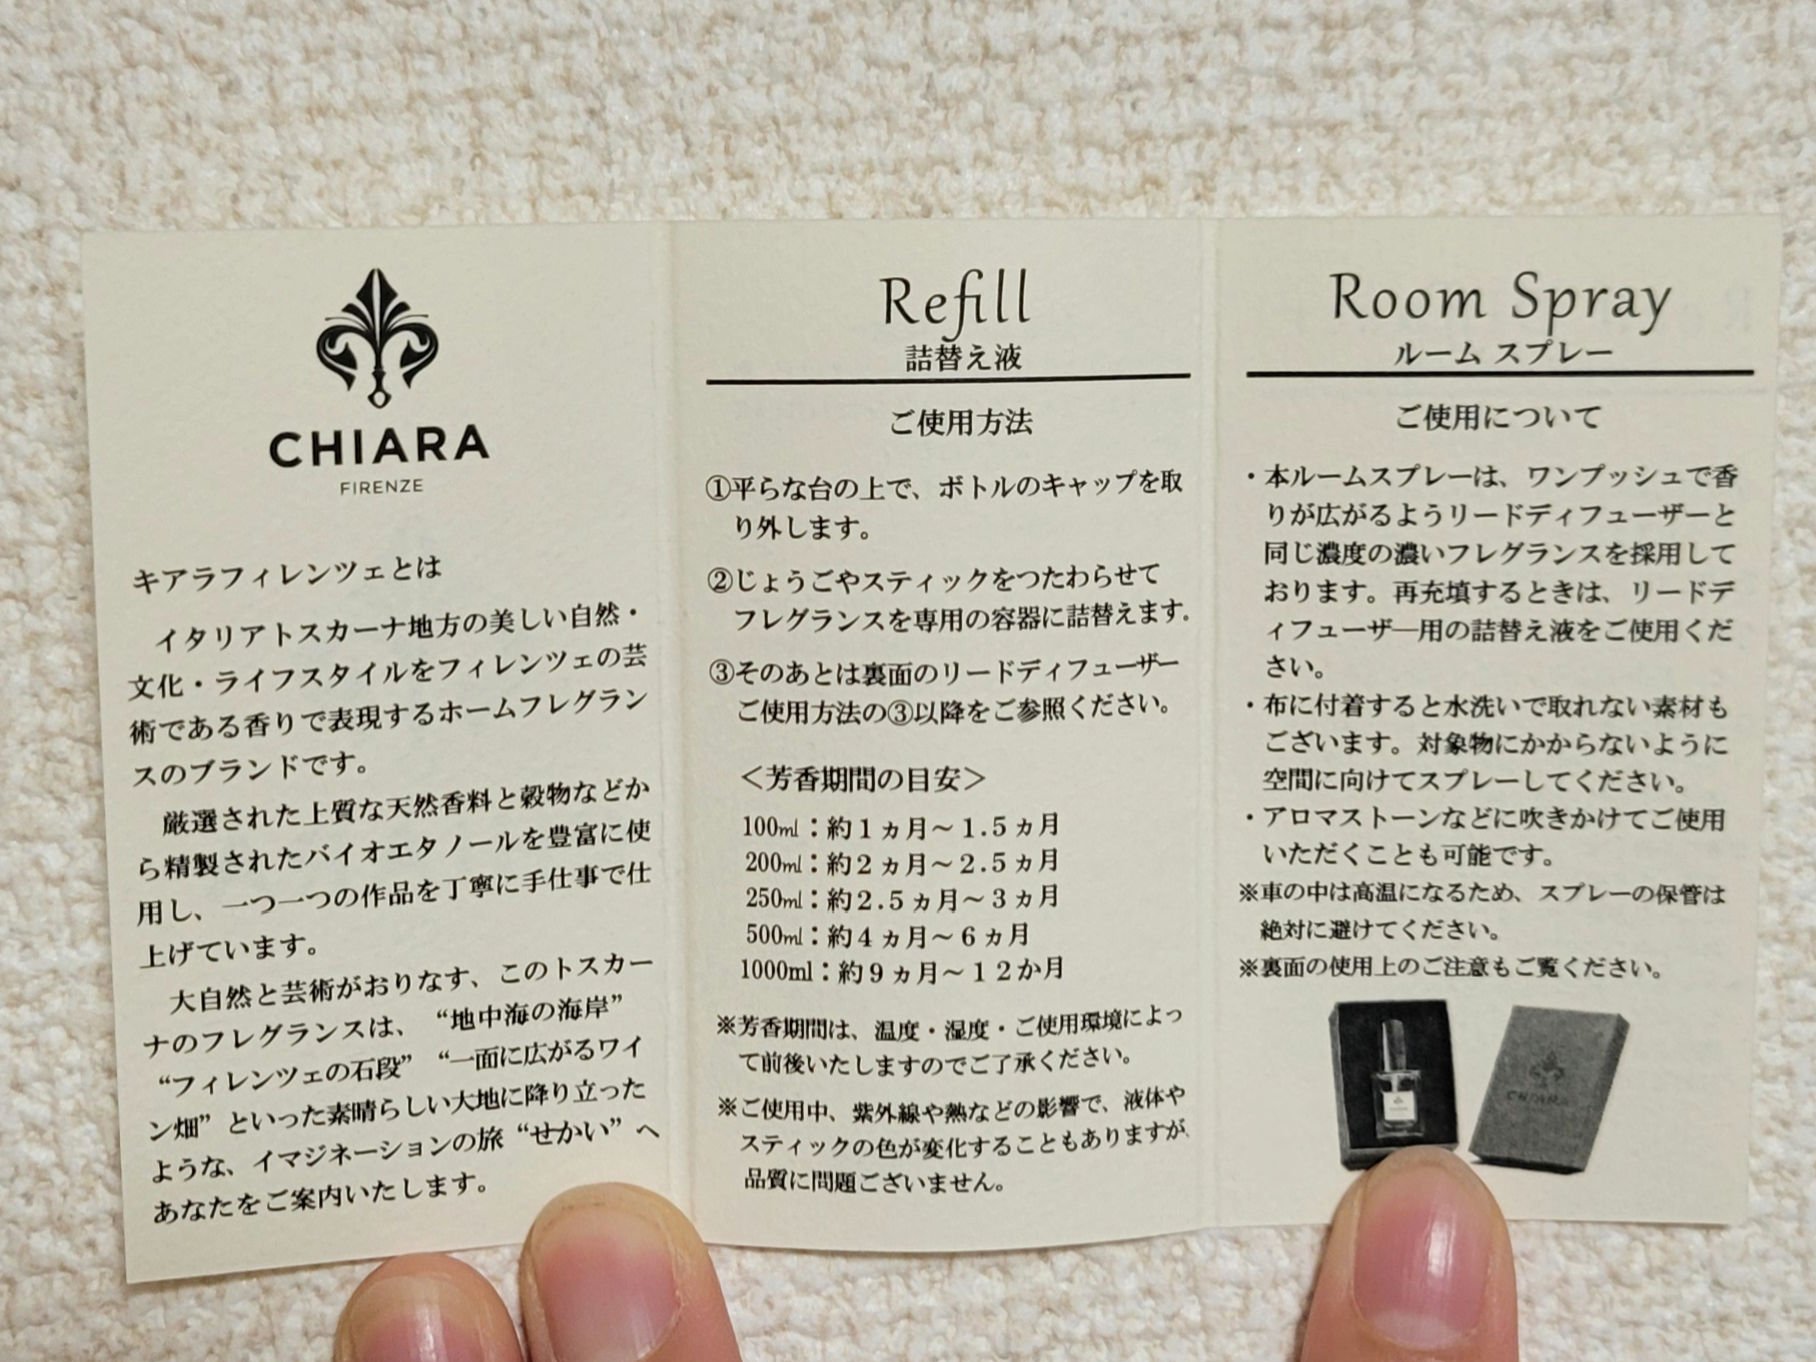 CHIARA
FIRENZE
キアラフィレンツェとは
イタリアトスカーナ地方の美しい自然・
文化・ライフスタイルをフィレンツェの芸
術である香りで表現するホームフレグラン
スのブランドです。
厳選された上質な天然香料と穀物などか
ら精製されたバイオエタノールを豊富に使
用し、一つ一つの作品を丁寧に手仕事で仕
上げています。
大自然と芸術がおりなす、このトスカー
ナのフレグランスは、“地中海の海岸”
“フィレンツェの石段”“一面に広がるワイ
ン畑”といった素晴らしい大地に降り立った
ような、イマジネーションの旅“せかい”へ
あなたをご案内いたします。
Refill
詰替え液
ご使用方法
①平らな台の上で、ボトルのキャップを取
り外します。
②じょうごやスティックをつたわらせて
フレグランスを専用の容器に詰替えます.
③そのあとは裏面のリードディフューザー
ご使用方法の③以降をご参照ください。
＜芳香期間の目安＞
100㎖：約１ヵ月～１.５ヵ月
200㎖：約２ヵ月～２.５ヵ月
250㎖：約２.５ヵ月～３ヵ月
500㎖：約４ヵ月～６ヵ月
1000ml：約９ヵ月～１２か月
※芳香期間は、温度・湿度・ご使用環境によっ
て前後いたしますのでご了承ください。
※ご使用中、紫外線や熱などの影響で、液体や
スティックの色が変化することもありますが、
品質に問題ございません。
Room Spray
ルーム スプレー
ご使用について
・本ルームスプレーは、ワンプッシュで香
りが広がるようリードディフューザーと
同じ濃度の濃いフレグランスを採用して
おります。再充填するときは、リードデ
ィフューザ―用の詰替え液をご使用くだ
さい。
・布に付着すると水洗いで取れない素材も
ございます。対象物にかからないように
空間に向けてスプレーしてください。
・アロマストーンなどに吹きかけてご使用
いただくことも可能です。
※車の中は高温になるため、スプレーの保管は
絶対に避けてください。
※裏面の使用上のご注意もご覧ください。
CHIARA